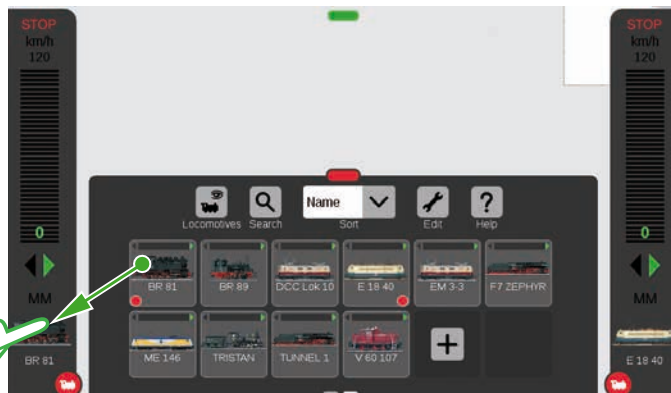 STOP
km/h
120
0
MM
BR 81
Name
Locomotives Search Sort Edit Help
BR 81 BR 89 DCC Lok 10 E 18 40 EM 3-3 F7 ZEPHYR
ME 146 TRISTAN TUNNEL 1 V 60 107
STOP
km/h
120
0
MM
E 18 40